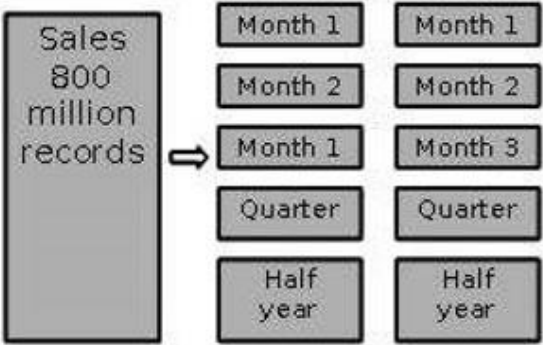 Sales
800
million
records
Month 1
Month 2
Month 1
Quarter
Half
year
Month 1
Month 2
Month 3
Quarter
Half
year